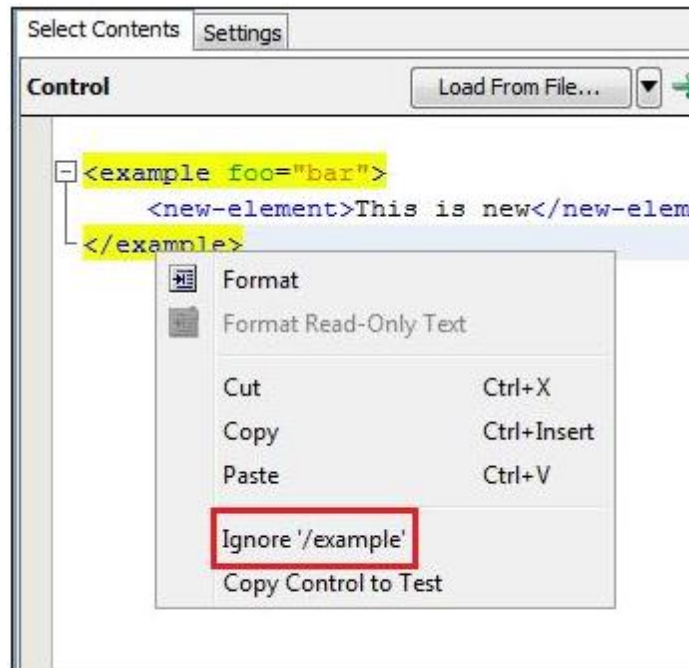 Select Contents Settings
Control Load From File...
<example foo="bar">
<new-element>This is new</new-elem
</example>
Format
Format Read-Only Text
Cut Ctrl+X
Copy Ctrl+Insert
Paste Ctrl+V
Ignore '/example'
Copy Control to Test